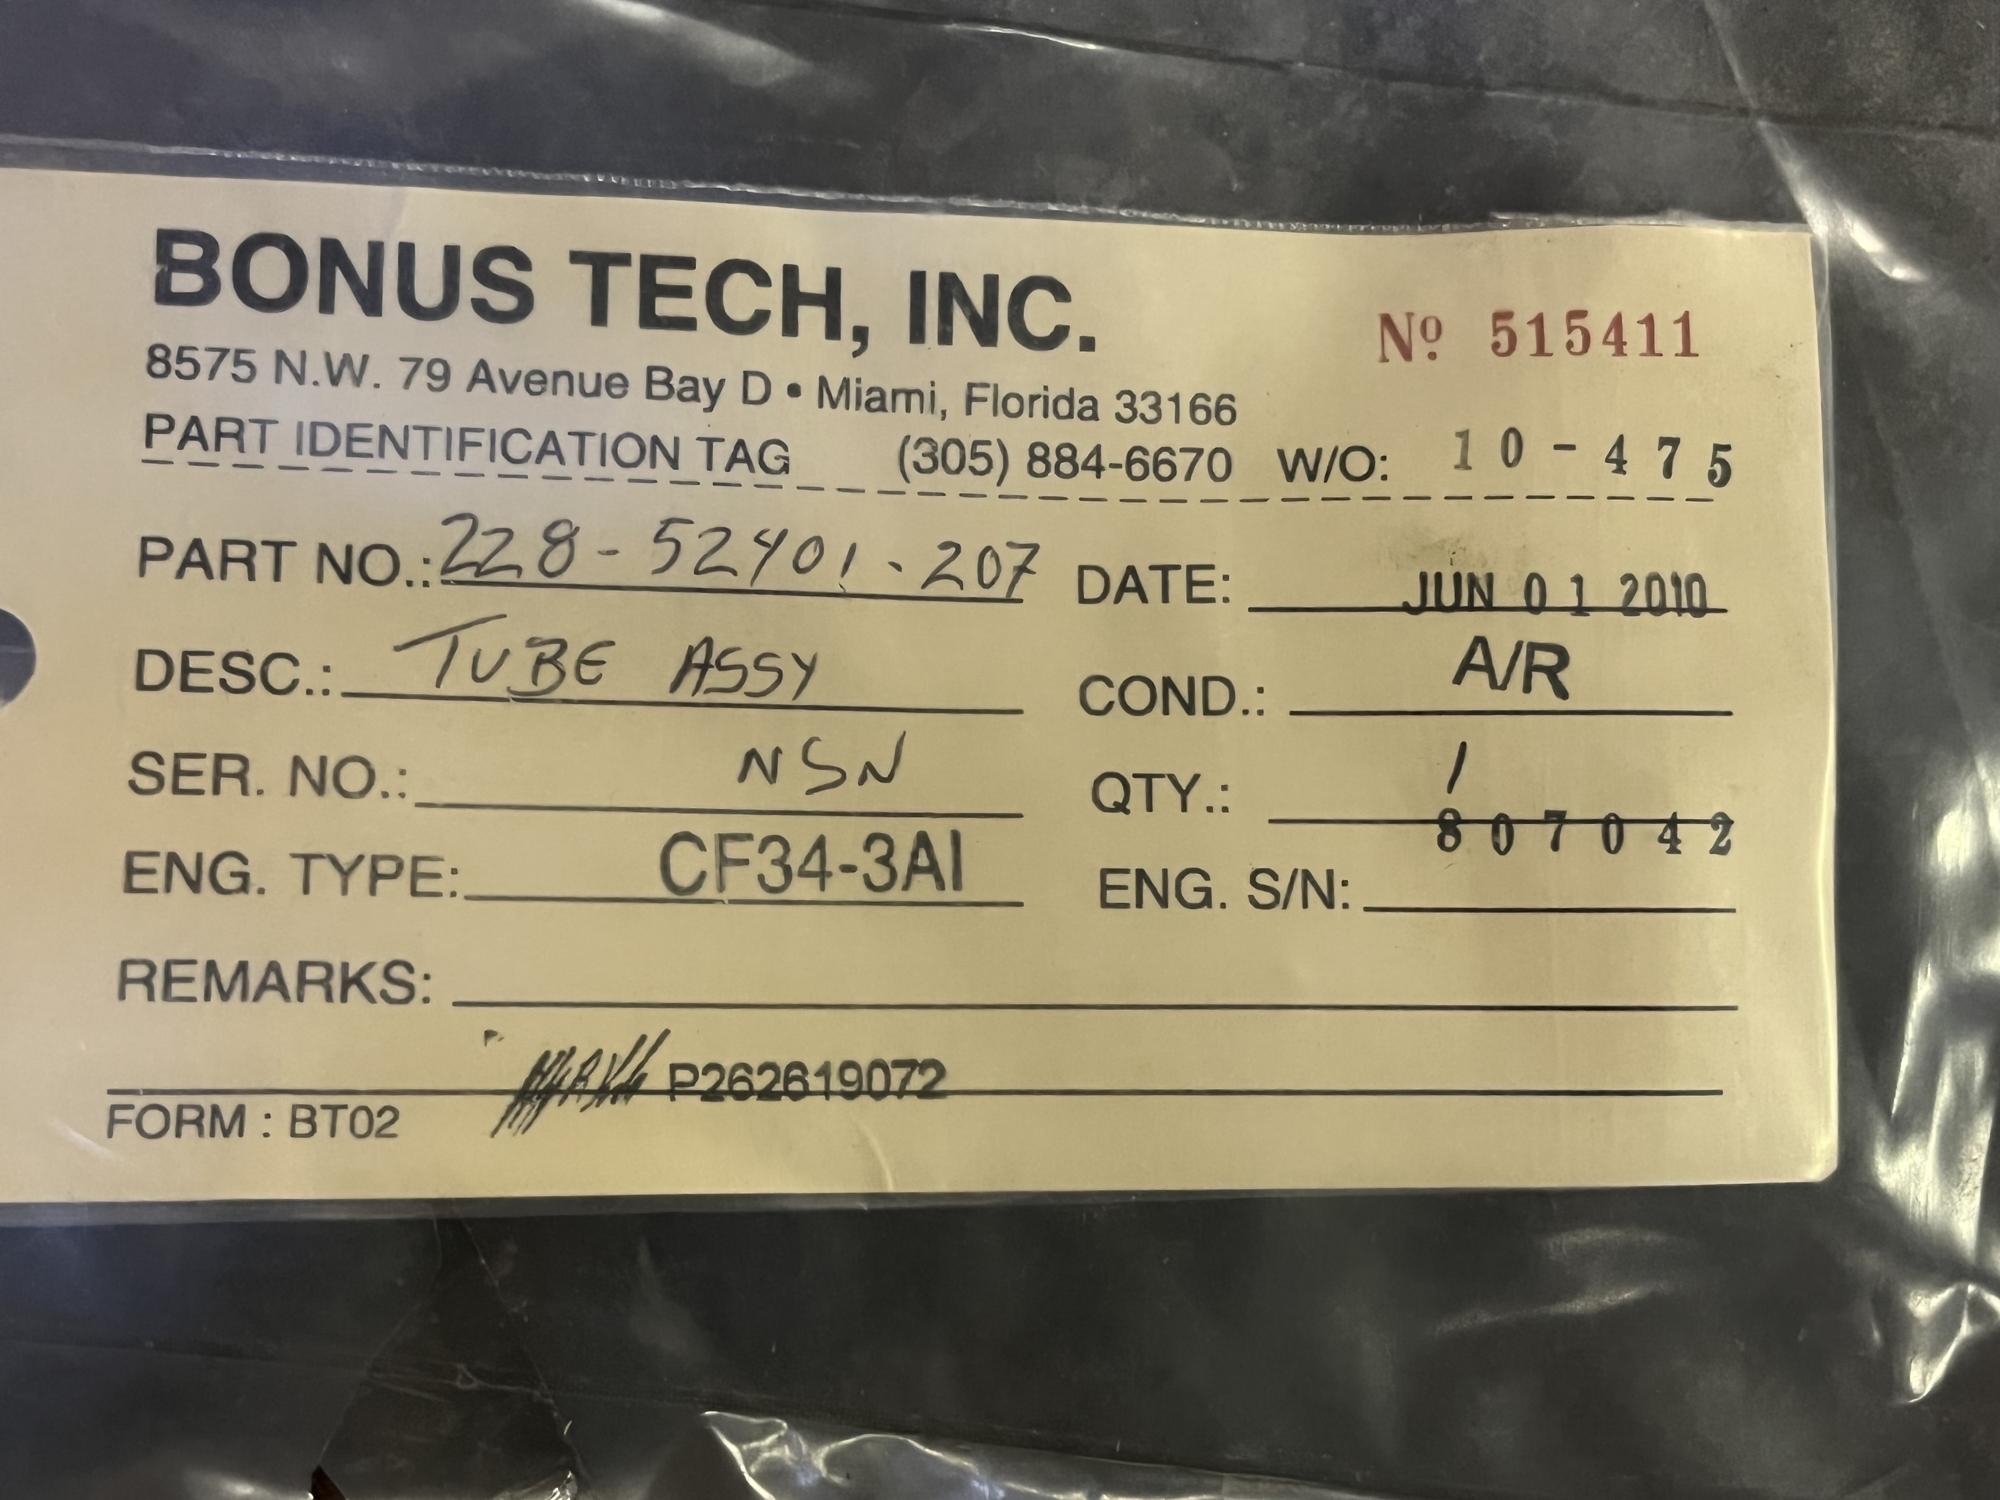 BONUS TECH, INC.
Nº 515411
8575 N.W. 79 Avenue Bay D • Miami, Florida 33166
PART IDENTIFICATION TAG (305) 884-6670 W/O: 10-475
PART NO.: 228-52401-207 DATE: JUN 01 2010
DESC.: TUBE ASSY COND.: A/R
SER. NO.: NSN QTY.: 1
ENG. TYPE: CF34-3A1 ENG. S/N: 807042
REMARKS:
P262619072
FORM : BT02